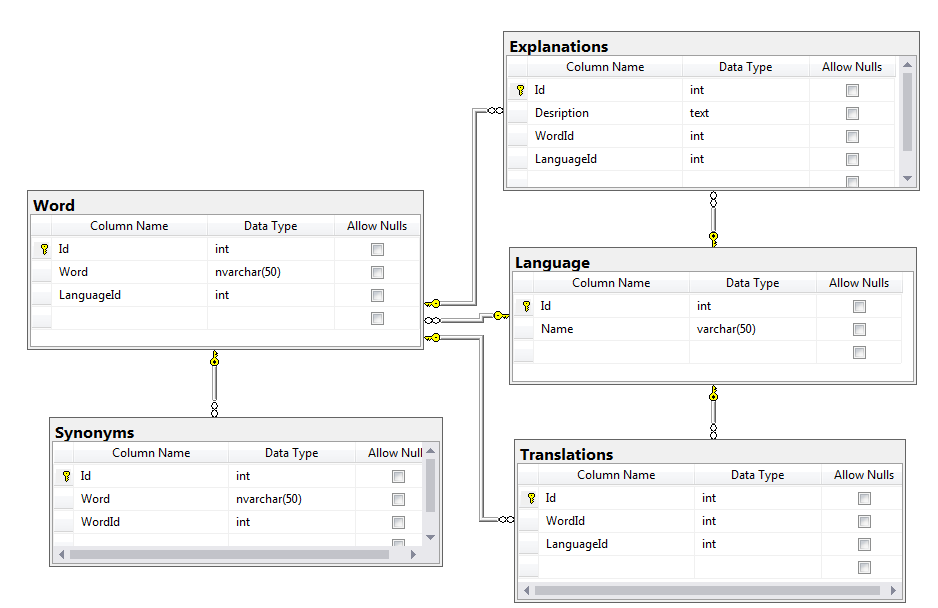 Explanations
Column Name Data Type Allow Nulls
Id int
Desription text
WordId int
LanguageId int
Word
Column Name Data Type Allow Nulls
Id int
Word nvarchar(50)
LanguageId int
Language
Column Name Data Type Allow Nulls
Id int
Name varchar(50)
Synonyms
Column Name Data Type Allow Null
Id int
Word nvarchar(50)
WordId int
Translations
Column Name Data Type Allow Nulls
Id int
WordId int
LanguageId int